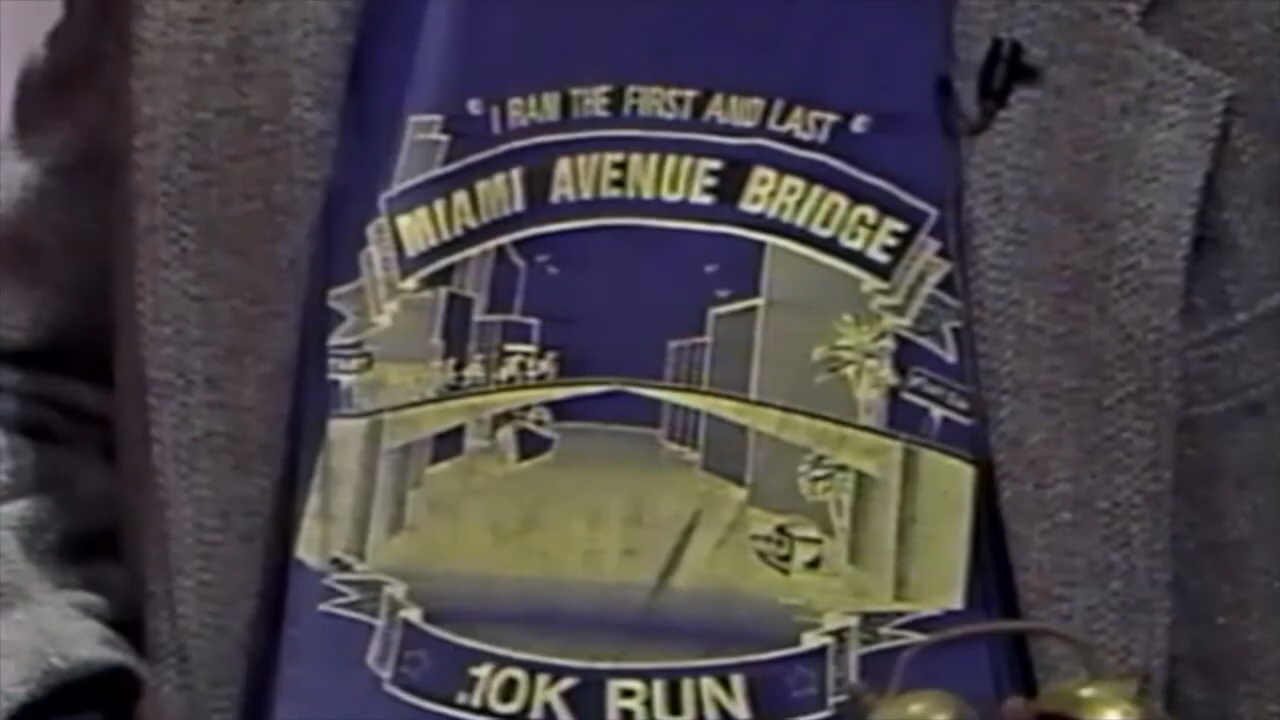 "I RAN THE FIRST AND LAST"
MIAMI AVENUE BRIDGE
.10K RUN